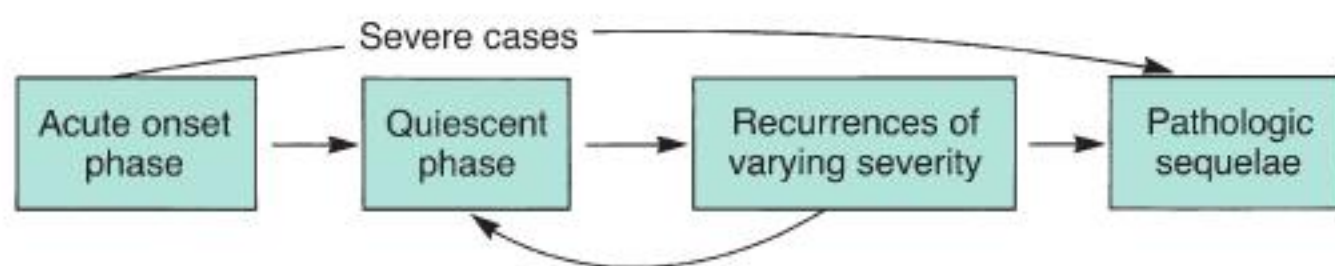 Severe cases
Acute onset
phase
Quiescent
phase
Recurrences of
varying severity
Pathologic
sequelae